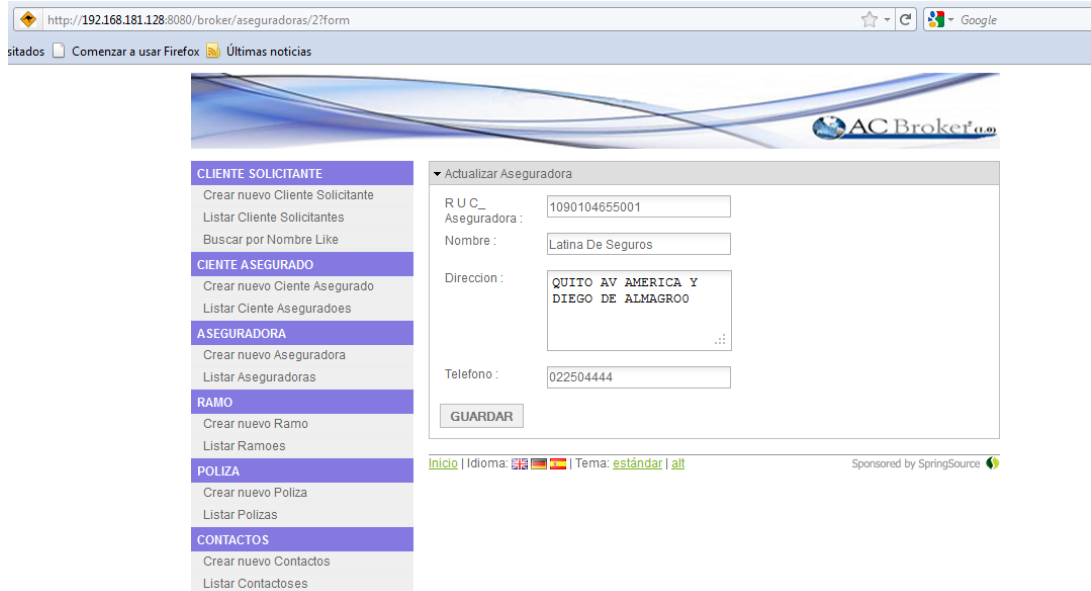 http://192.168.181.128:8080/broker/aseguradoras/2?form
Google
sitados Comenzar a usar Firefox Últimas noticias
AC Broker
CLIENTE SOLICITANTE
Crear nuevo Cliente Solicitante
Listar Cliente Solicitantes
Buscar por Nombre Like
CIENTE ASEGURADO
Crear nuevo Ciente Asegurado
Listar Ciente Aseguradoes
ASEGURADORA
Crear nuevo Aseguradora
Listar Aseguradoras
RAMO
Crear nuevo Ramo
Listar Ramoes
POLIZA
Crear nuevo Poliza
Listar Polizas
CONTACTOS
Crear nuevo Contactos
Listar Contactoses
Actualizar Aseguradora
R U C_
Aseguradora :
1090104655001
Nombre :
Latina De Seguros
Direccion :
QUITO AV AMERICA Y
DIEGO DE ALMAGRO0
Telefono :
022504444
GUARDAR
Inicio | Idioma: | Tema: estándar | alt
Sponsored by SpringSource